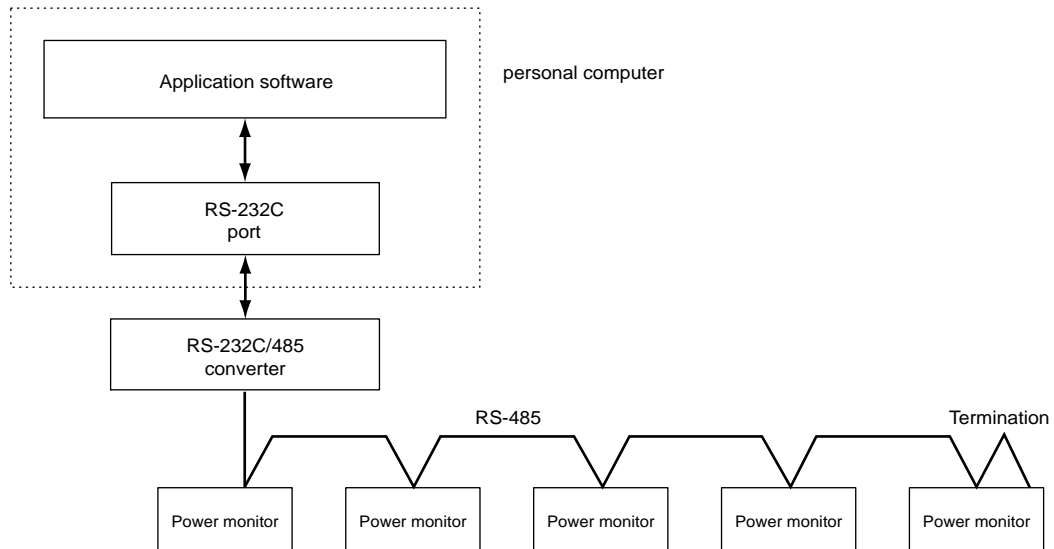 Application software
personal computer
RS-232C
port
RS-232C/485
converter
RS-485
Termination
Power monitor
Power monitor
Power monitor
Power monitor
Power monitor